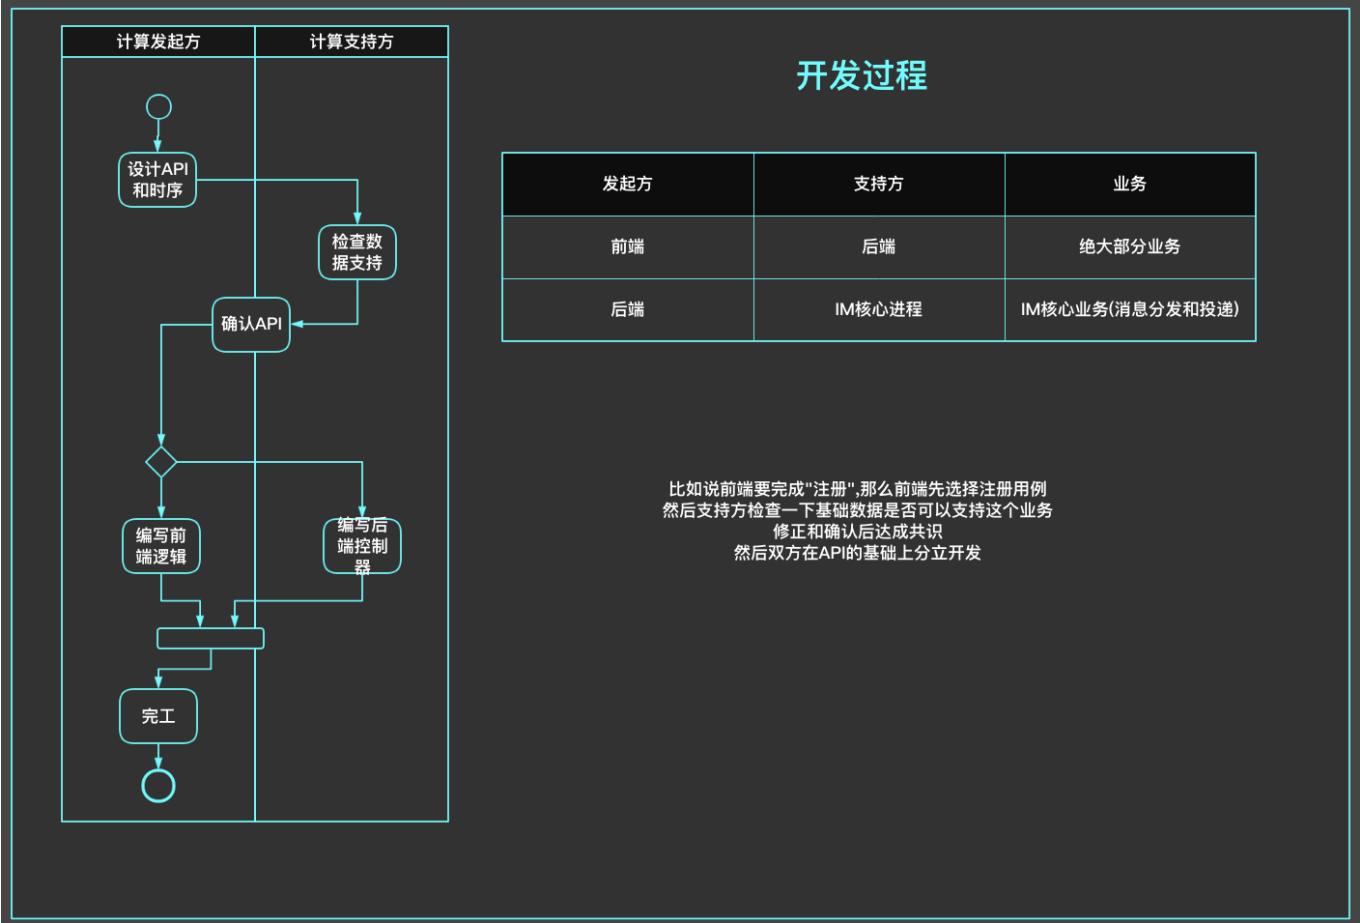 计算发起方
计算支持方
设计API
和时序
检查数
据支持
确认API
编写前
端逻辑
编写后
端控制
器
完工
开发过程
发起方
支持方
业务
前端
后端
绝大部分业务
后端
IM核心进程
IM核心业务(消息分发和投递)
比如说前端要完成"注册",那么前端先选择注册用例
然后支持方检查一下基础数据是否可以支持这个业务
修正和确认后达成共识
然后双方在API的基础上分立开发